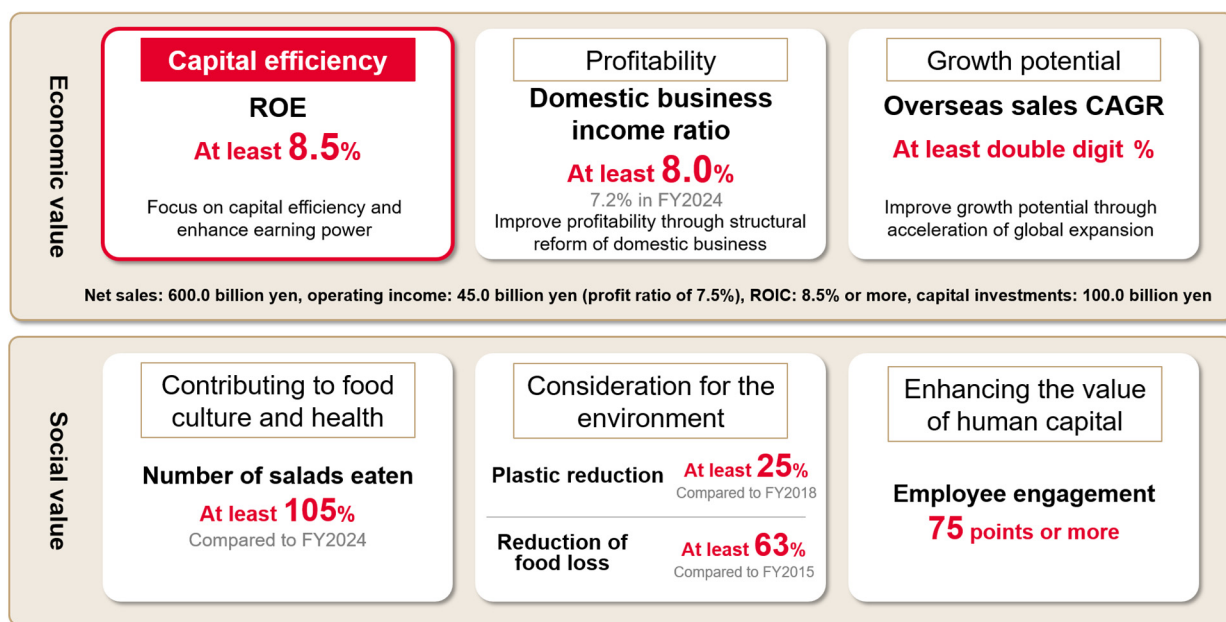 Economic value
Capital efficiency
ROE
At least 8.5%
Focus on capital efficiency and
enhance earning power
Profitability
Domestic business
income ratio
At least 8.0%
7.2% in FY2024
Improve profitability through structural
reform of domestic business
Growth potential
Overseas sales CAGR
At least double digit %
Improve growth potential through
acceleration of global expansion
Net sales: 600.0 billion yen, operating income: 45.0 billion yen (profit ratio of 7.5%), ROIC: 8.5% or more, capital investments: 100.0 billion yen
Social value
Contributing to food
culture and health
Number of salads eaten
At least 105%
Compared to FY2024
Consideration for the
environment
Plastic reduction
At least 25%
Compared to FY2018
Reduction of
food loss
At least 63%
Compared to FY2015
Enhancing the value
of human capital
Employee engagement
75 points or more